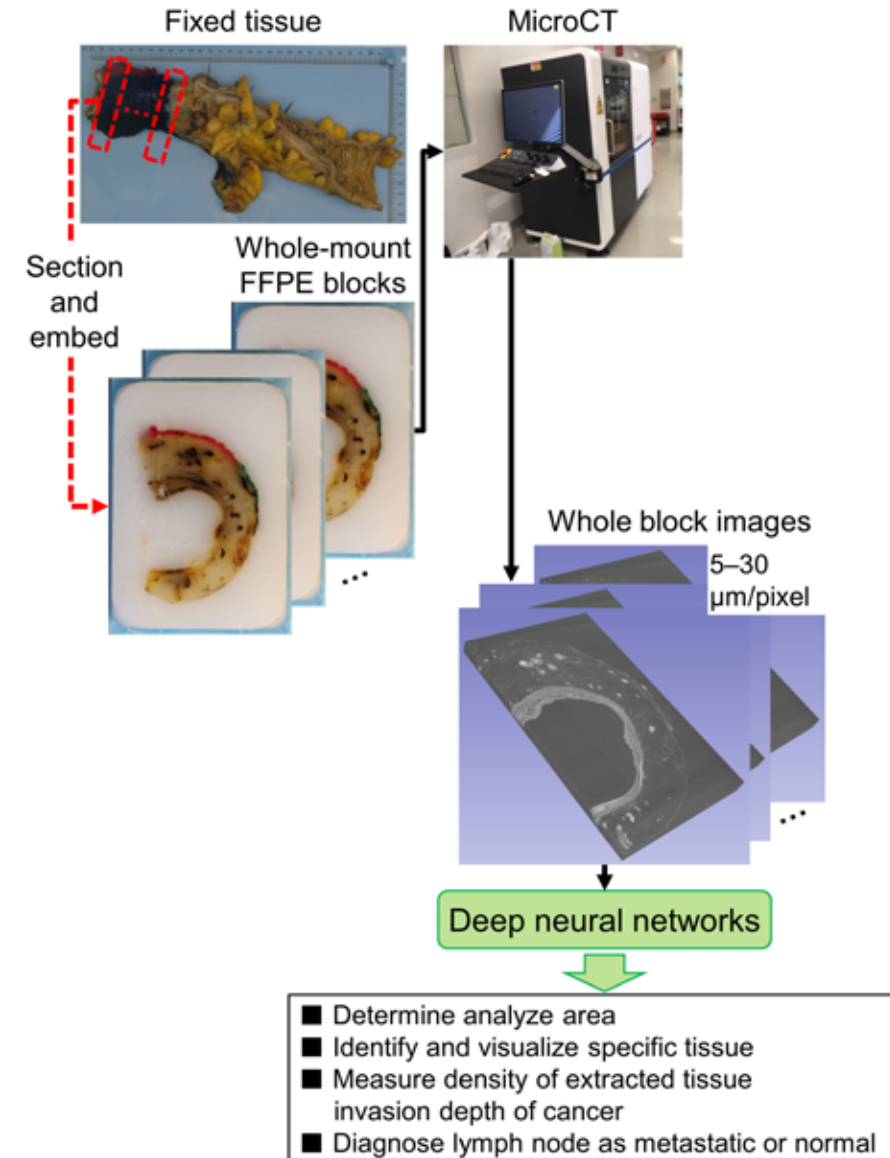 Fixed tissue
MicroCT
Section
and
embed
Whole-mount
FFPE blocks
...
Whole block images
5–30
µm/pixel
...
Deep neural networks
■ Determine analyze area
■ Identify and visualize specific tissue
■ Measure density of extracted tissue
invasion depth of cancer
■ Diagnose lymph node as metastatic or normal